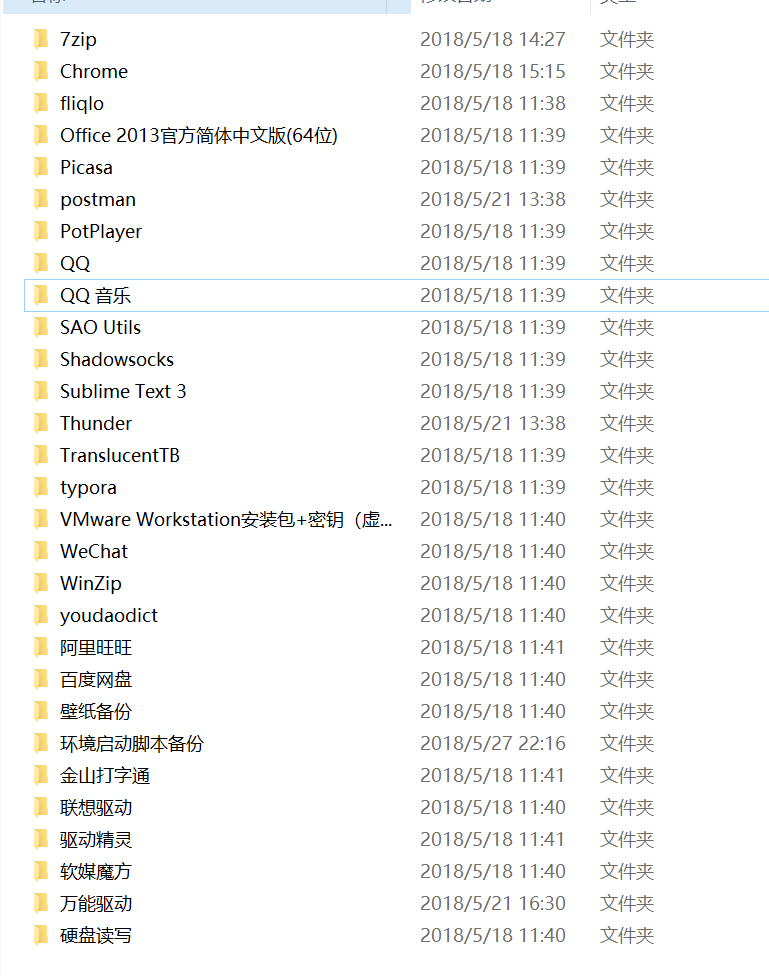 7zip 2018/5/18 14:27 文件夹
Chrome 2018/5/18 15:15 文件夹
fliqlo 2018/5/18 11:38 文件夹
Office 2013官方简体中文版(64位) 2018/5/18 11:39 文件夹
Picasa 2018/5/18 11:39 文件夹
postman 2018/5/21 13:38 文件夹
PotPlayer 2018/5/18 11:39 文件夹
QQ 2018/5/18 11:39 文件夹
QQ 音乐 2018/5/18 11:39 文件夹
SAO Utils 2018/5/18 11:39 文件夹
Shadowsocks 2018/5/18 11:39 文件夹
Sublime Text 3 2018/5/18 11:39 文件夹
Thunder 2018/5/21 13:38 文件夹
TranslucentTB 2018/5/18 11:39 文件夹
typora 2018/5/18 11:39 文件夹
VMware Workstation安装包+密钥（虚... 2018/5/18 11:40 文件夹
WeChat 2018/5/18 11:40 文件夹
WinZip 2018/5/18 11:40 文件夹
youdaodict 2018/5/18 11:40 文件夹
阿里旺旺 2018/5/18 11:41 文件夹
百度网盘 2018/5/18 11:40 文件夹
壁纸备份 2018/5/18 11:40 文件夹
环境启动脚本备份 2018/5/27 22:16 文件夹
金山打字通 2018/5/18 11:41 文件夹
联想驱动 2018/5/18 11:40 文件夹
驱动精灵 2018/5/18 11:41 文件夹
软媒魔方 2018/5/18 11:40 文件夹
万能驱动 2018/5/21 16:30 文件夹
硬盘读写 2018/5/18 11:40 文件夹